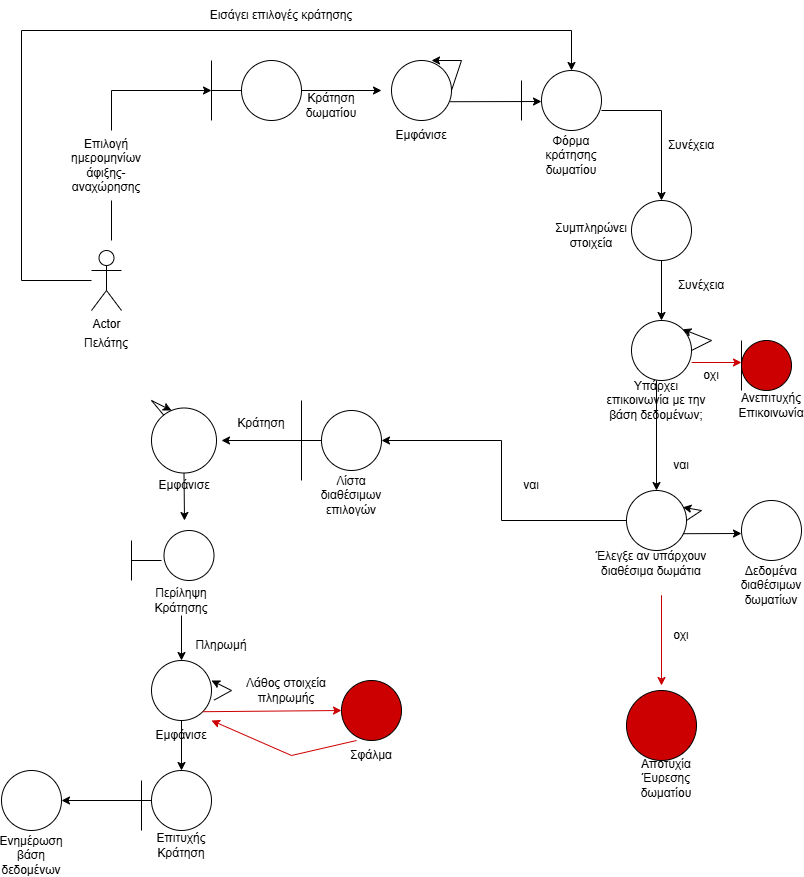 Εισάγει επιλογές κράτησης
Επιλογή
ημερομηνίων
άφιξης-
αναχώρησης
Κράτηση
δωματίου
Εμφάνισε
Φόρμα
κράτησης
δωματίου
Συνέχεια
Συμπληρώνει
στοιχεία
Actor
Πελάτης
Συνέχεια
Υπάρχει
επικοινωνία με την
βάση δεδομένων;
οχι
Ανεπιτυχής
Επικοινωνία
ναι
Κράτηση
Εμφάνισε
Λίστα
διαθέσιμων
επιλογών
ναι
Έλεγξε αν υπάρχουν
διαθέσιμα δωμάτια
Δεδομένα
διαθέσιμων
δωματίων
Περίληψη
Κράτησης
οχι
Πληρωμή
Λάθος στοιχεία
πληρωμής
Εμφάνισε
Σφάλμα
Αποτυχία
Έυρεσης
δωματίου
Επιτυχής
Κράτηση
Ενημέρωση
βάση
δεδομένων